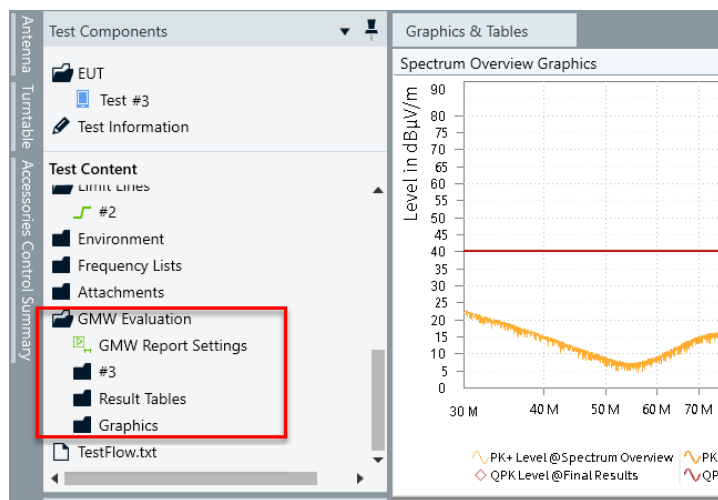 Antenna
Turntable
Accessories Control Summary
Test Components
EUT
Test #3
Test Information
Test Content
Limit Lines
#2
Environment
Frequency Lists
Attachments
GMW Evaluation
GMW Report Settings
#3
Result Tables
Graphics
TestFlow.txt
Graphics & Tables
Spectrum Overview Graphics
Level in dBµV/m
90
80
75
70
65
60
55
50
45
40
35
30
25
20
15
10
5
0
30 M
40 M
50 M
60 M
70 M
PK+ Level@Spectrum Overview
PK
QPK Level@Final Results
QP